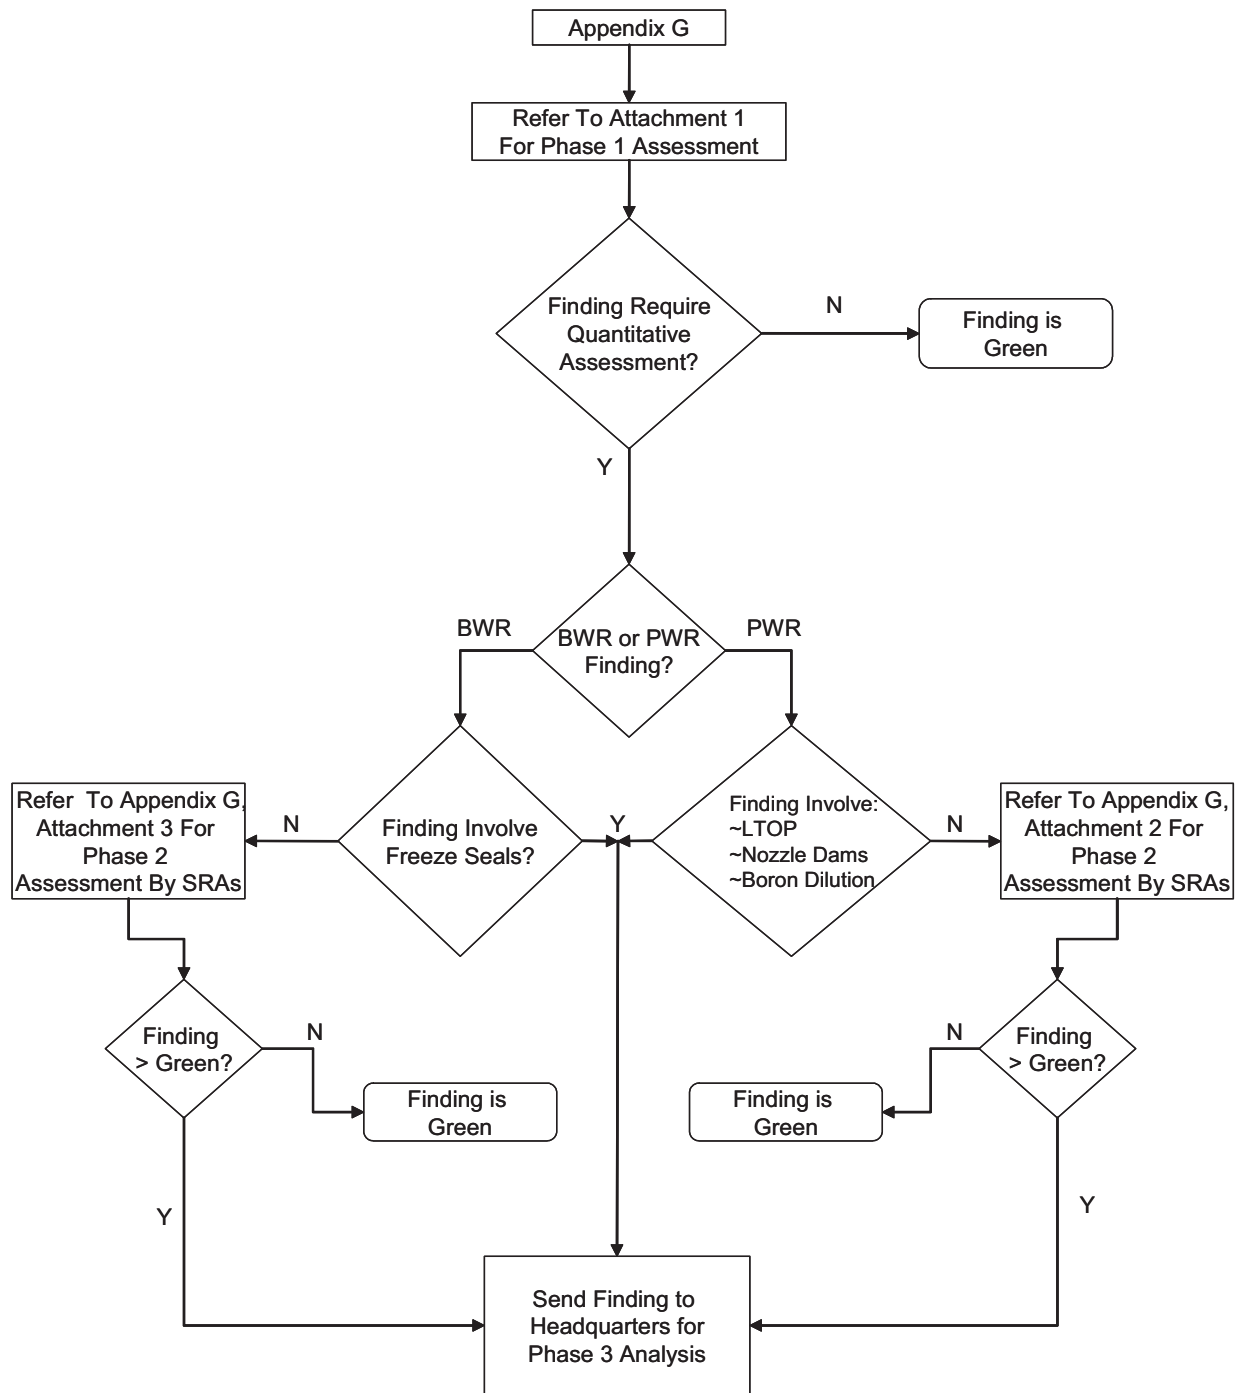 Appendix G
Refer To Attachment 1
For Phase 1 Assessment
Finding Require
Quantitative
Assessment?
N
Finding is
Green
Y
BWR
BWR or PWR
Finding?
PWR
Refer To Appendix G,
Attachment 3 For
Phase 2
Assessment By SRAs
N
Finding Involve
Freeze Seals?
Y
Finding Involve:
~LTOP
~Nozzle Dams
~Boron Dilution
N
Refer To Appendix G,
Attachment 2 For
Phase 2
Assessment By SRAs
Finding
> Green?
N
Finding is
Green
Finding is
Green
N
Finding
> Green?
Y
Y
Send Finding to
Headquarters for
Phase 3 Analysis